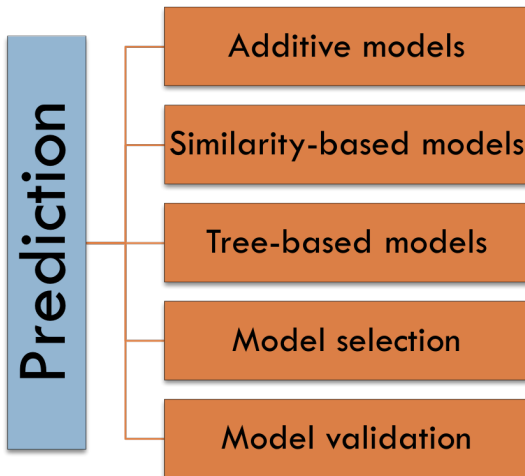 Prediction
Additive models
Similarity-based models
Tree-based models
Model selection
Model validation